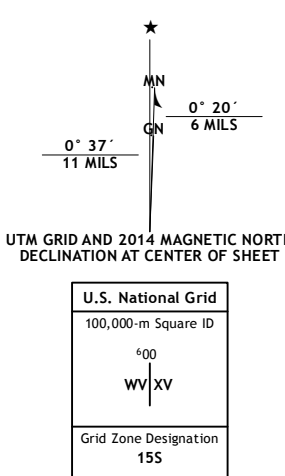 MN
0° 20´
GN
6 MILS
0° 37´
11 MILS
UTM GRID AND 2014 MAGNETIC NORT
DECLINATION AT CENTER OF SHEET
U.S. National Grid
100,000-m Square ID
600
WV XV
Grid Zone Designation
15S